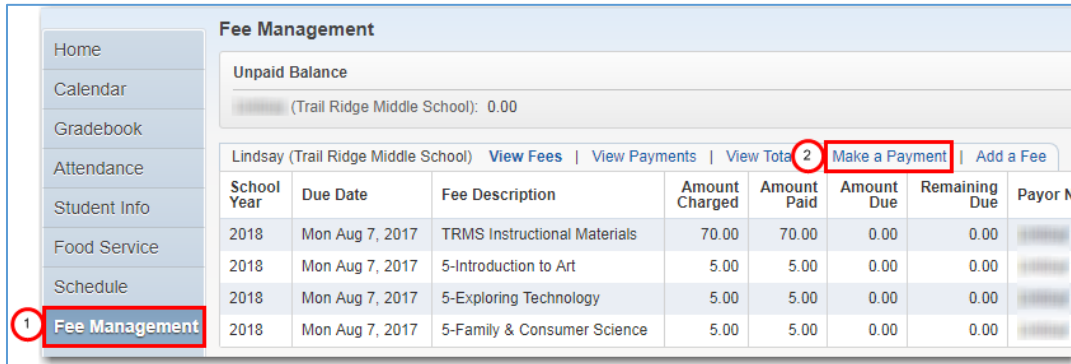 Fee Management
Home
Calendar
Gradebook
Attendance
Student Info
Food Service
Schedule
1 Fee Management
Unpaid Balance
(Trail Ridge Middle School): 0.00
Lindsay (Trail Ridge Middle School) View Fees | View Payments | View Tota 2 Make a Payment | Add a Fee
School Year Due Date Fee Description Amount Charged Amount Paid Amount Due Remaining Due Payor N
2018 Mon Aug 7, 2017 TRMS Instructional Materials 70.00 70.00 0.00 0.00
2018 Mon Aug 7, 2017 5-Introduction to Art 5.00 5.00 0.00 0.00
2018 Mon Aug 7, 2017 5-Exploring Technology 5.00 5.00 0.00 0.00
2018 Mon Aug 7, 2017 5-Family & Consumer Science 5.00 5.00 0.00 0.00